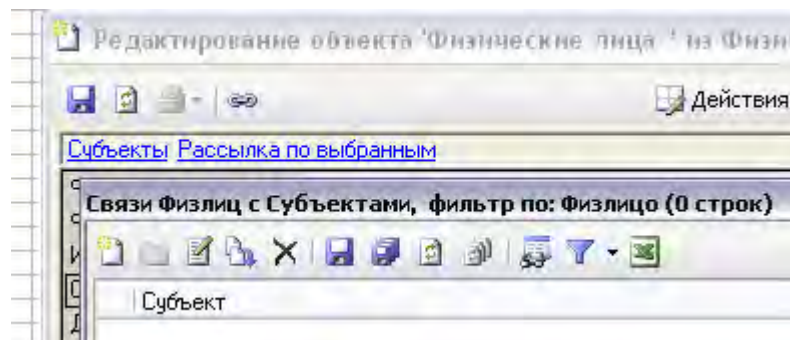 Редактирование объекта 'Физические лица ' из Физи
Действия
Субъекты Рассылка по выбранным
Связи Физлиц с Субъектами, фильтр по: Физлицо (0 строк)
Субъект